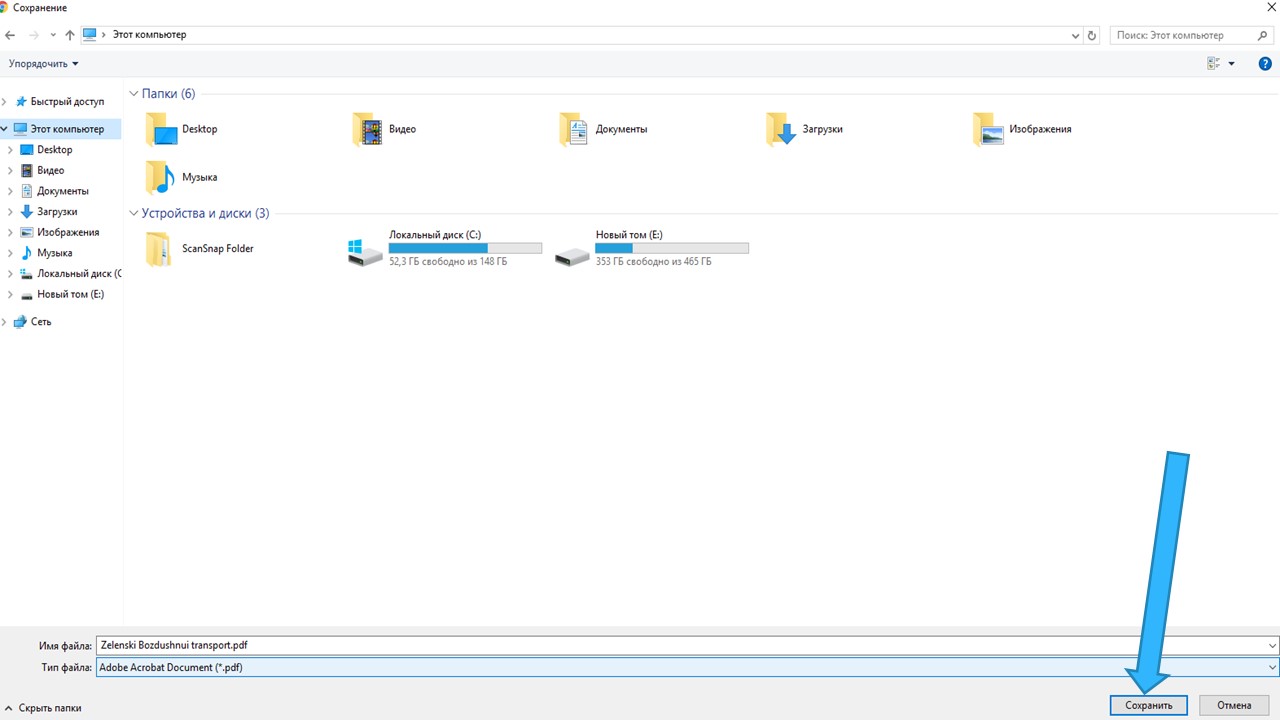 Сохранение
Этот компьютер
Поиск: Этот компьютер
Упорядочить
?
Быстрый доступ
Этот компьютер
Desktop
Видео
Документы
Загрузки
Изображения
Музыка
Локальный диск (C
Новый том (E:)
Сеть
Папки (6)
Desktop
Видео
Документы
Загрузки
Изображения
Музыка
Устройства и диски (3)
ScanSnap Folder
Локальный диск (C:)
52,3 ГБ свободно из 148 ГБ
Новый том (E:)
353 ГБ свободно из 465 ГБ
Имя файла: Zelenski Bozdushnui transport.pdf
Тип файла: Adobe Acrobat Document (*.pdf)
Скрыть папки
Сохранить
Отмена